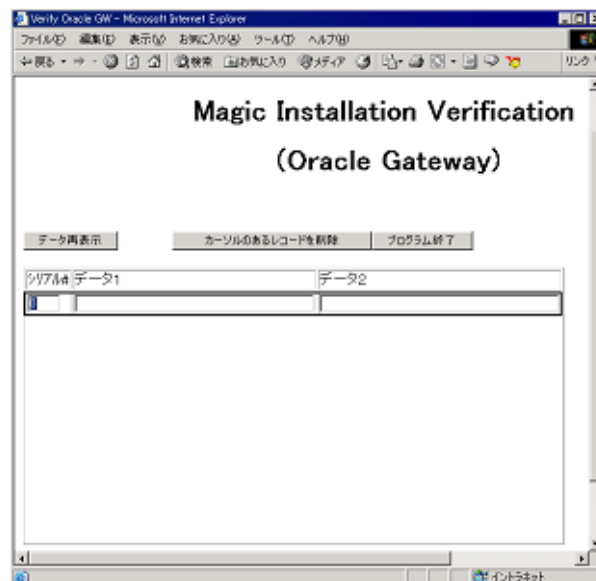 Verify Oracle GW - Microsoft Internet Explorer
ファイル(F) 編集(E) 表示(V) お気に入り(A) ツール(T) ヘルプ(H)
戻る 検索 お気に入り メディア リンク
Magic Installation Verification
(Oracle Gateway)
データ再表示 カーソルのあるレコードを削除 プログラム終了
シリアル# データ1 データ2
イントラネット